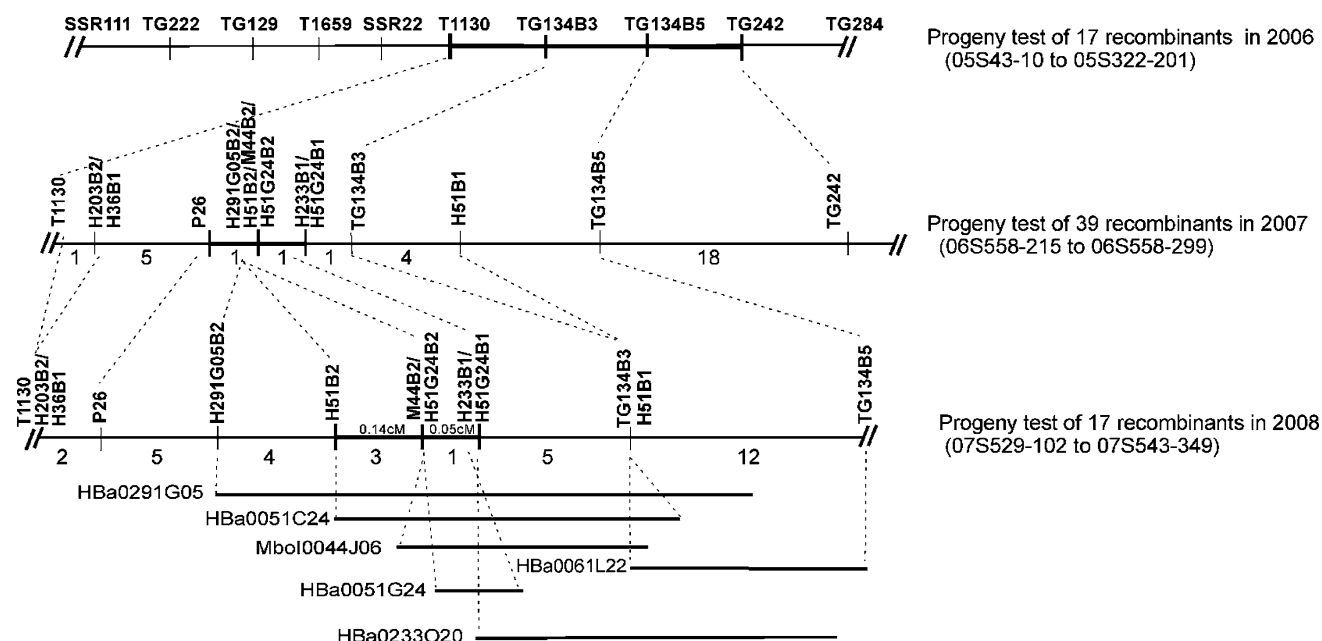 SSR111 TG222 TG129 T1659 SSR22 T1130 TG134B3 TG134B5 TG242 TG284
Progeny test of 17 recombinants in 2006
(05S43-10 to 05S322-201)
T1130
H203B2/
H36B1
P26
H291G05B2/
H51B2/M44B2/
H51G24B2
H233B1/
H51G24B1
TG134B3
H51B1
TG134B5
TG242
Progeny test of 39 recombinants in 2007
(06S558-215 to 06S558-299)
1 5 1 1 1 4 18
T1130
H203B2/
H36B1
P26
H291G05B2
H51B2
M44B2/
H51G24B2
H233B1/
H51G24B1
TG134B3
H51B1
TG134B5
Progeny test of 17 recombinants in 2008
(07S529-102 to 07S543-349)
0.14cM 0.05cM
2 5 4 3 1 5 12
HBa0291G05
HBa0051C24
MboI0044J06
HBa0061L22
HBa0051G24
HBa0233O20